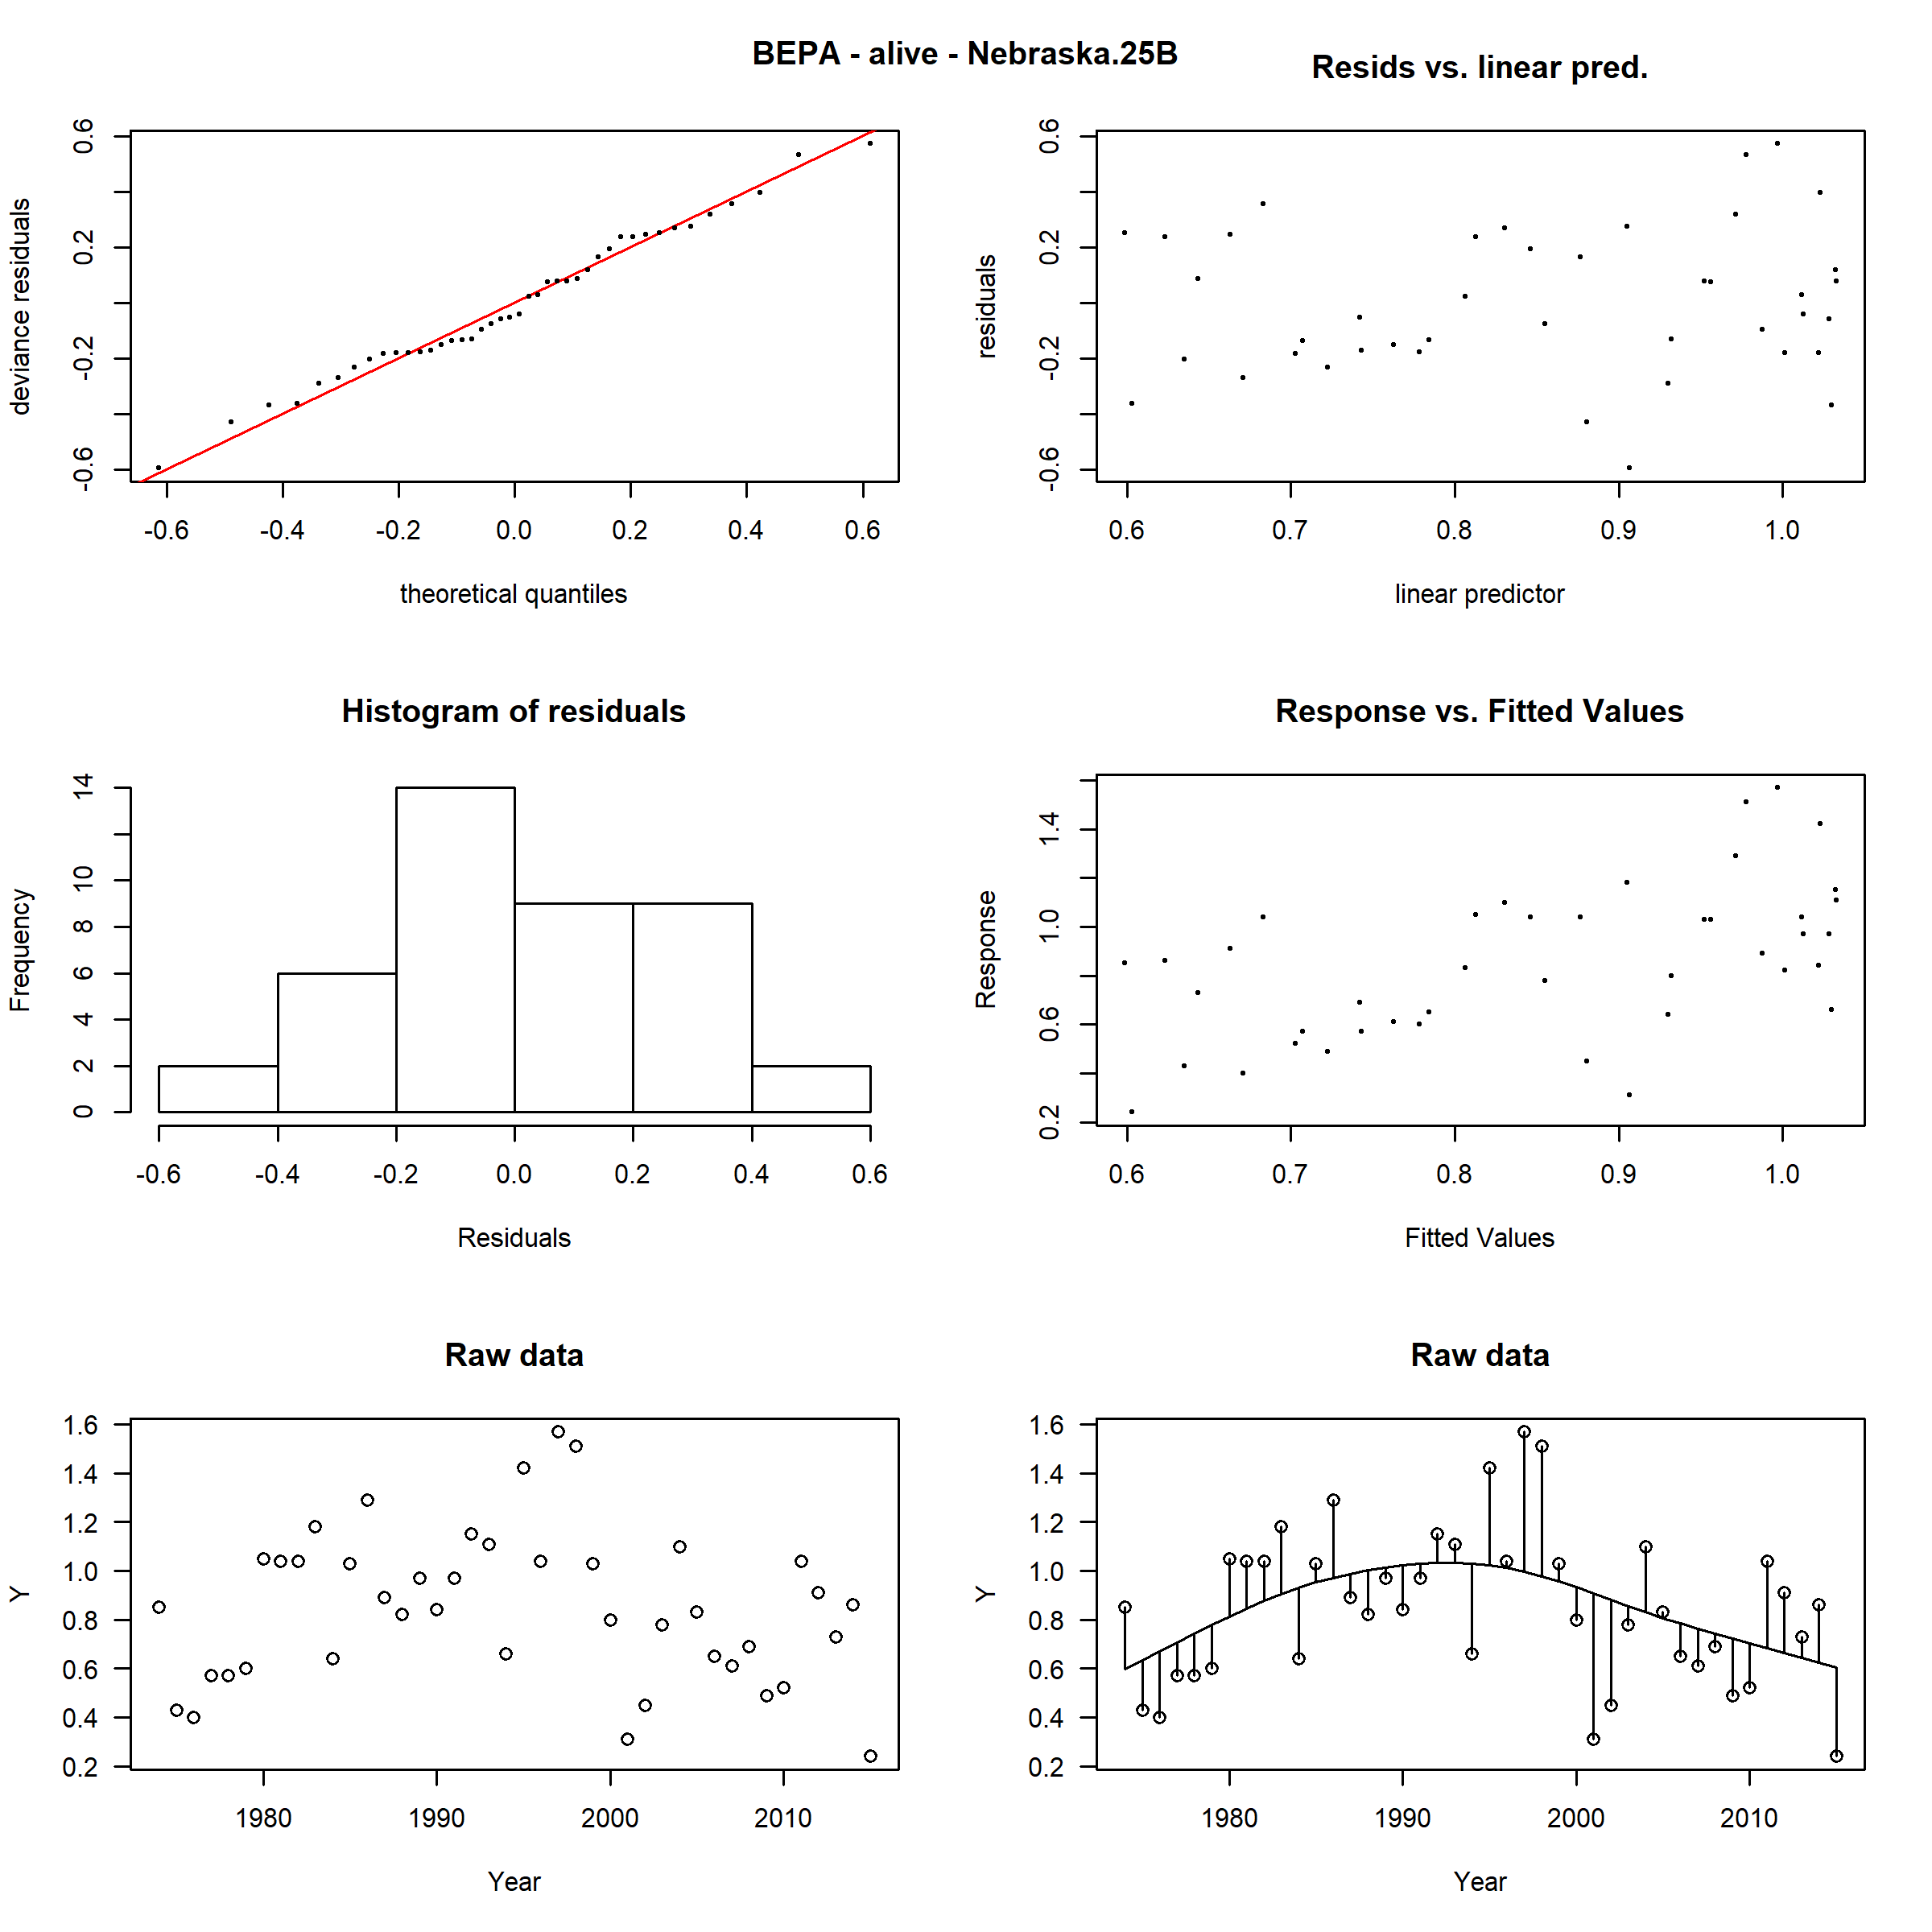 BEPA - alive - Nebraska.25B
Resids vs. linear pred.
deviance residuals
0.6
0.2
-0.2
-0.6
-0.6 -0.4 -0.2 0.0 0.2 0.4 0.6
theoretical quantiles
residuals
0.6
0.2
-0.2
-0.6
0.6 0.7 0.8 0.9 1.0
linear predictor
Histogram of residuals
Frequency
14
10
8
6
4
2
0
-0.6 -0.4 -0.2 0.0 0.2 0.4 0.6
Residuals
Response vs. Fitted Values
Response
1.4
1.0
0.6
0.2
0.6 0.7 0.8 0.9 1.0
Fitted Values
Raw data
Y
1.6
1.4
1.2
1.0
0.8
0.6
0.4
0.2
1980 1990 2000 2010
Year
Raw data
Y
1.6
1.4
1.2
1.0
0.8
0.6
0.4
0.2
1980 1990 2000 2010
Year